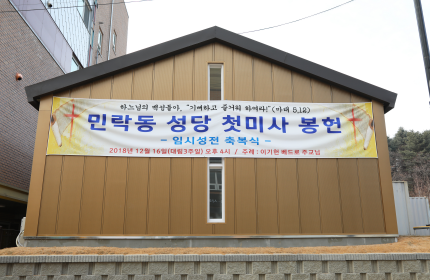 하느님의 백성들아, "기뻐하고 즐거워 하여라!"(마태 5,12)
민락동 성당 첫미사 봉헌
- 임시성전 축복식 -
2018년 12월 16일(대림3주일) 오후 4시 / 주례 : 이기헌 베드로 주교님